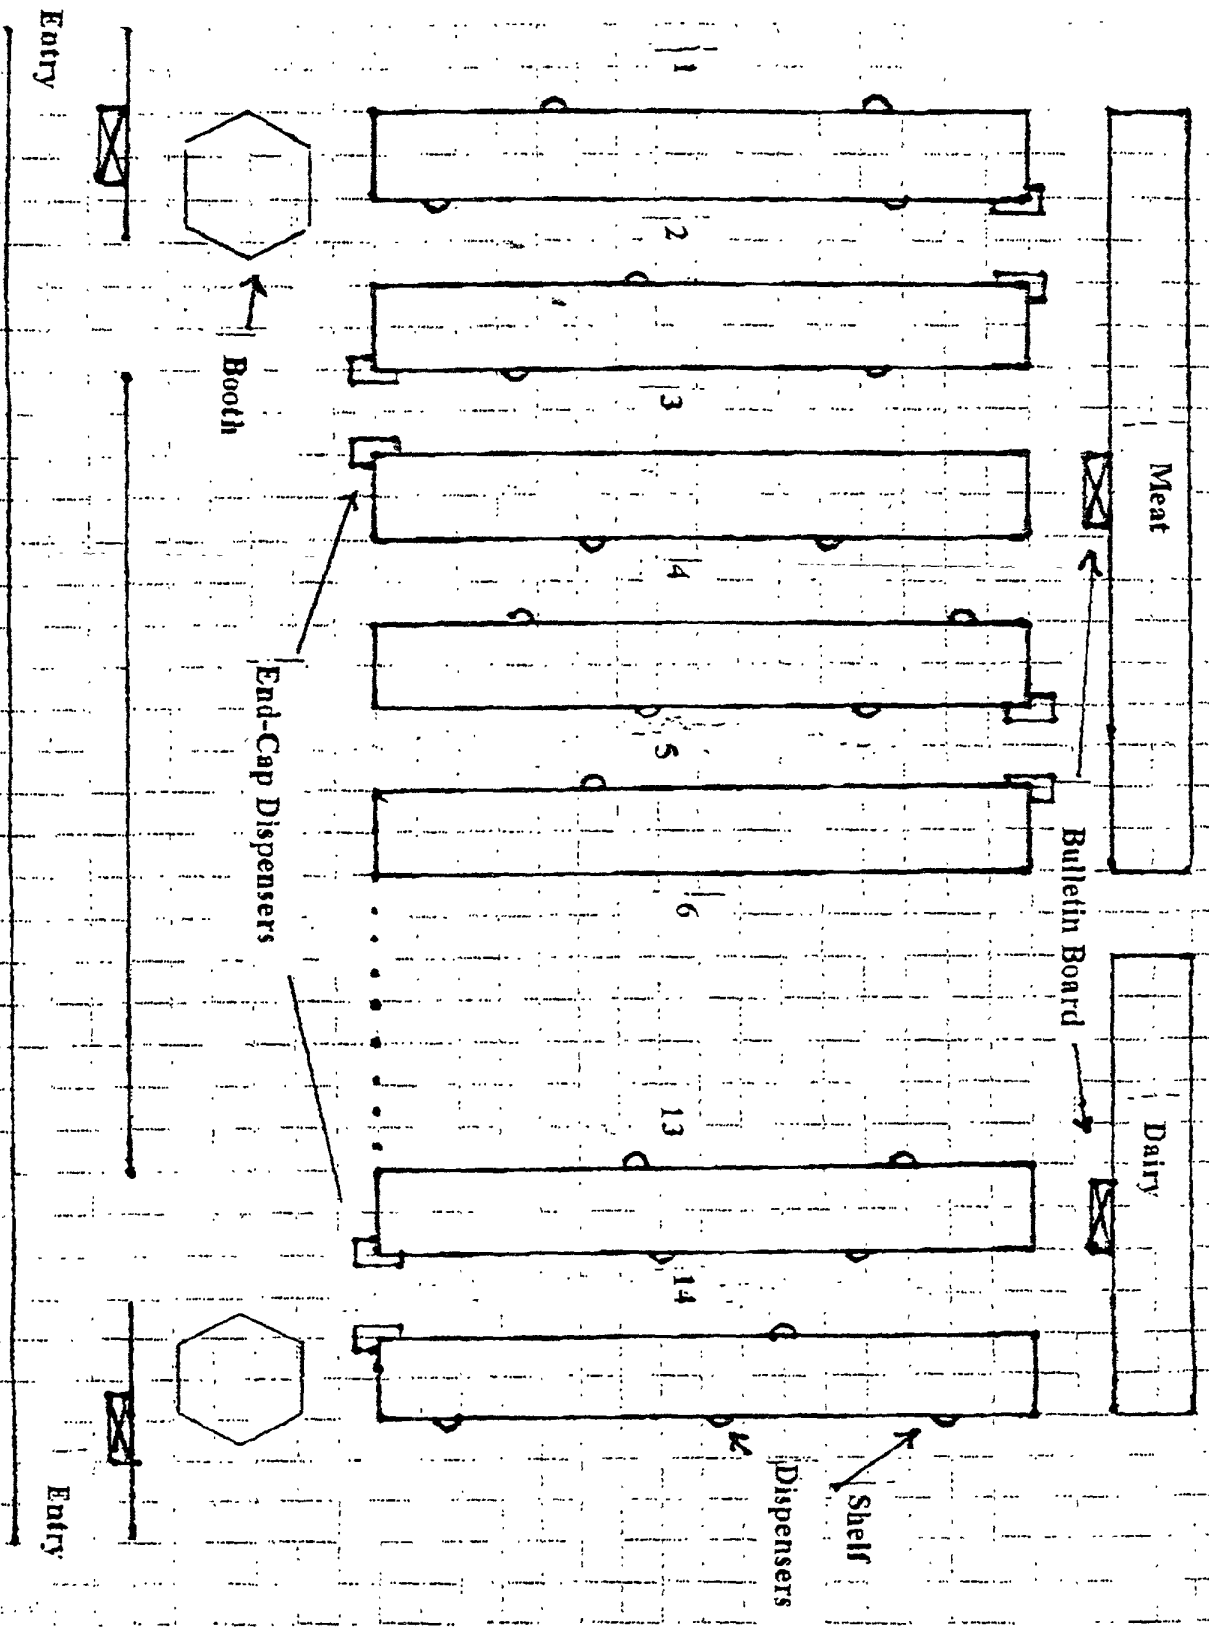 Meat
Dairy
Bulletin Board
1
2
3
4
5
6
13
14
Shelf
Dispensers
End-Cap Dispensers
Booth
Entry
Entry